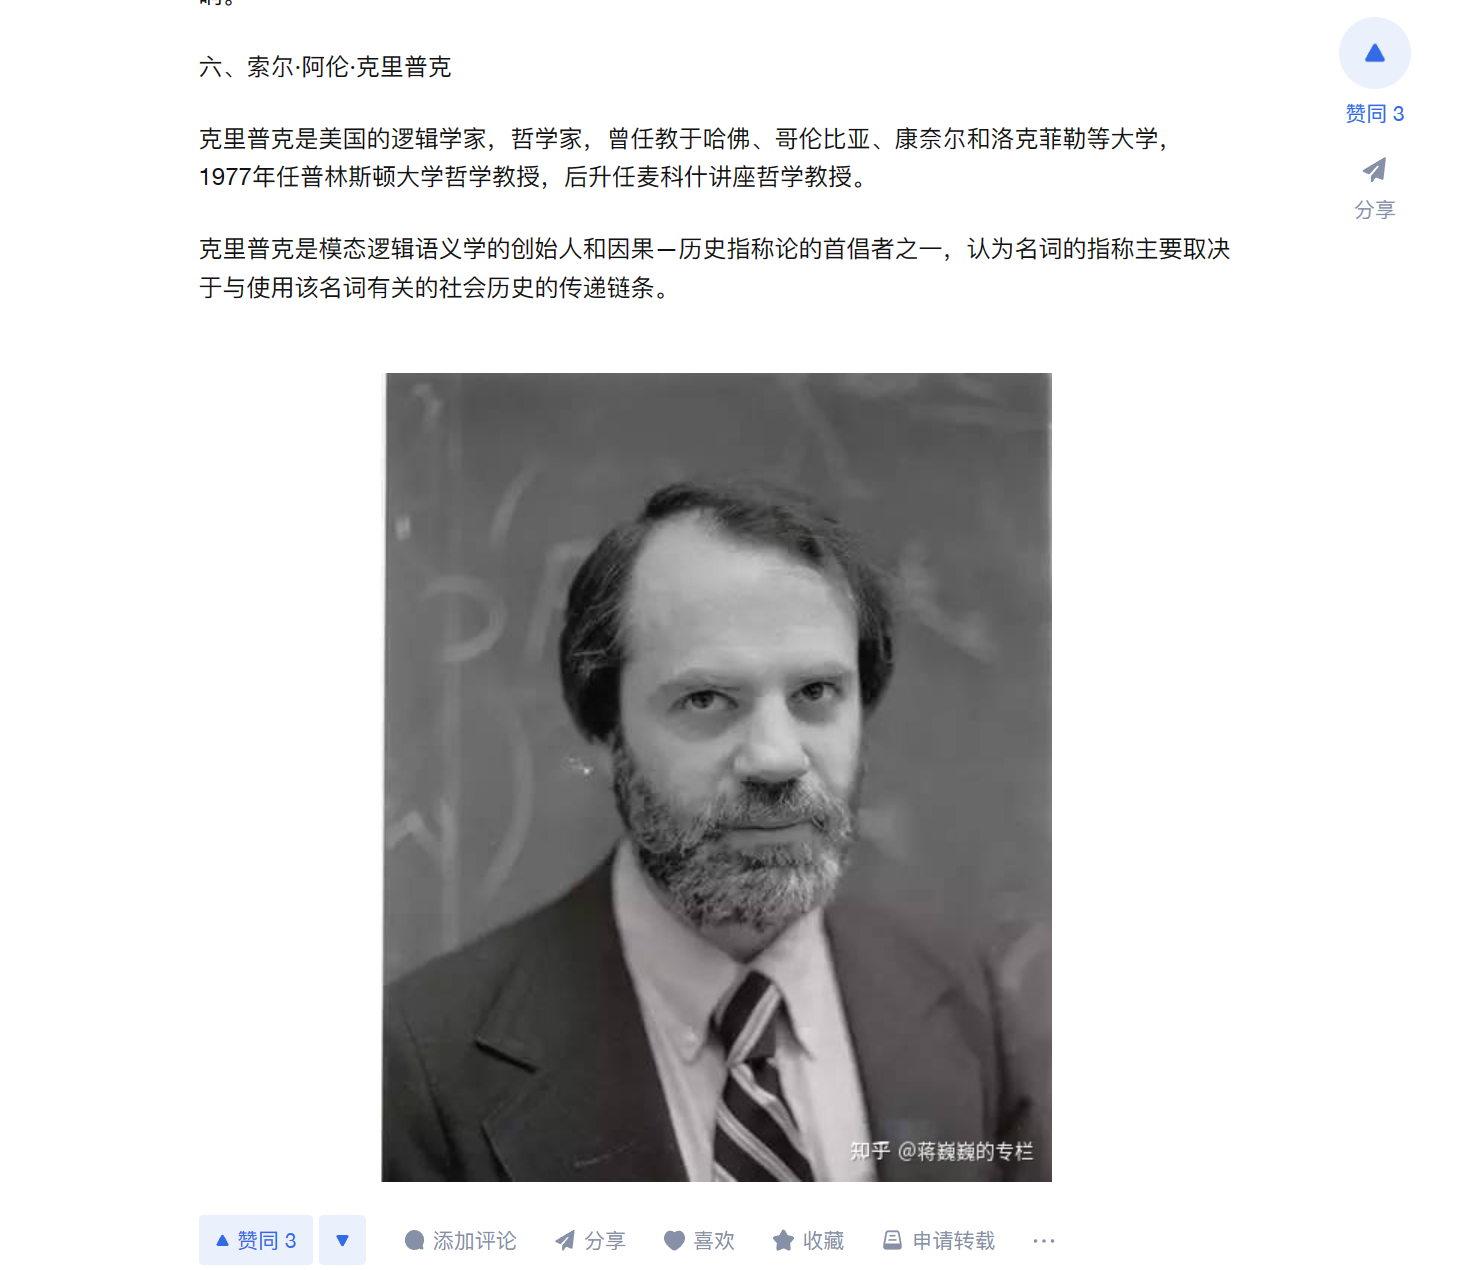 响。
六、索尔·阿伦·克里普克
克里普克是美国的逻辑学家，哲学家，曾任教于哈佛、哥伦比亚、康奈尔和洛克菲勒等大学，
1977年任普林斯顿大学哲学教授，后升任麦科什讲座哲学教授。
克里普克是模态逻辑语义学的创始人和因果—历史指称论的首倡者之一，认为名词的指称主要取决
于与使用该名词有关的社会历史的传递链条。
知乎 @蒋巍巍的专栏
赞同 3
添加评论
分享
喜欢
收藏
申请转载
赞同 3
分享